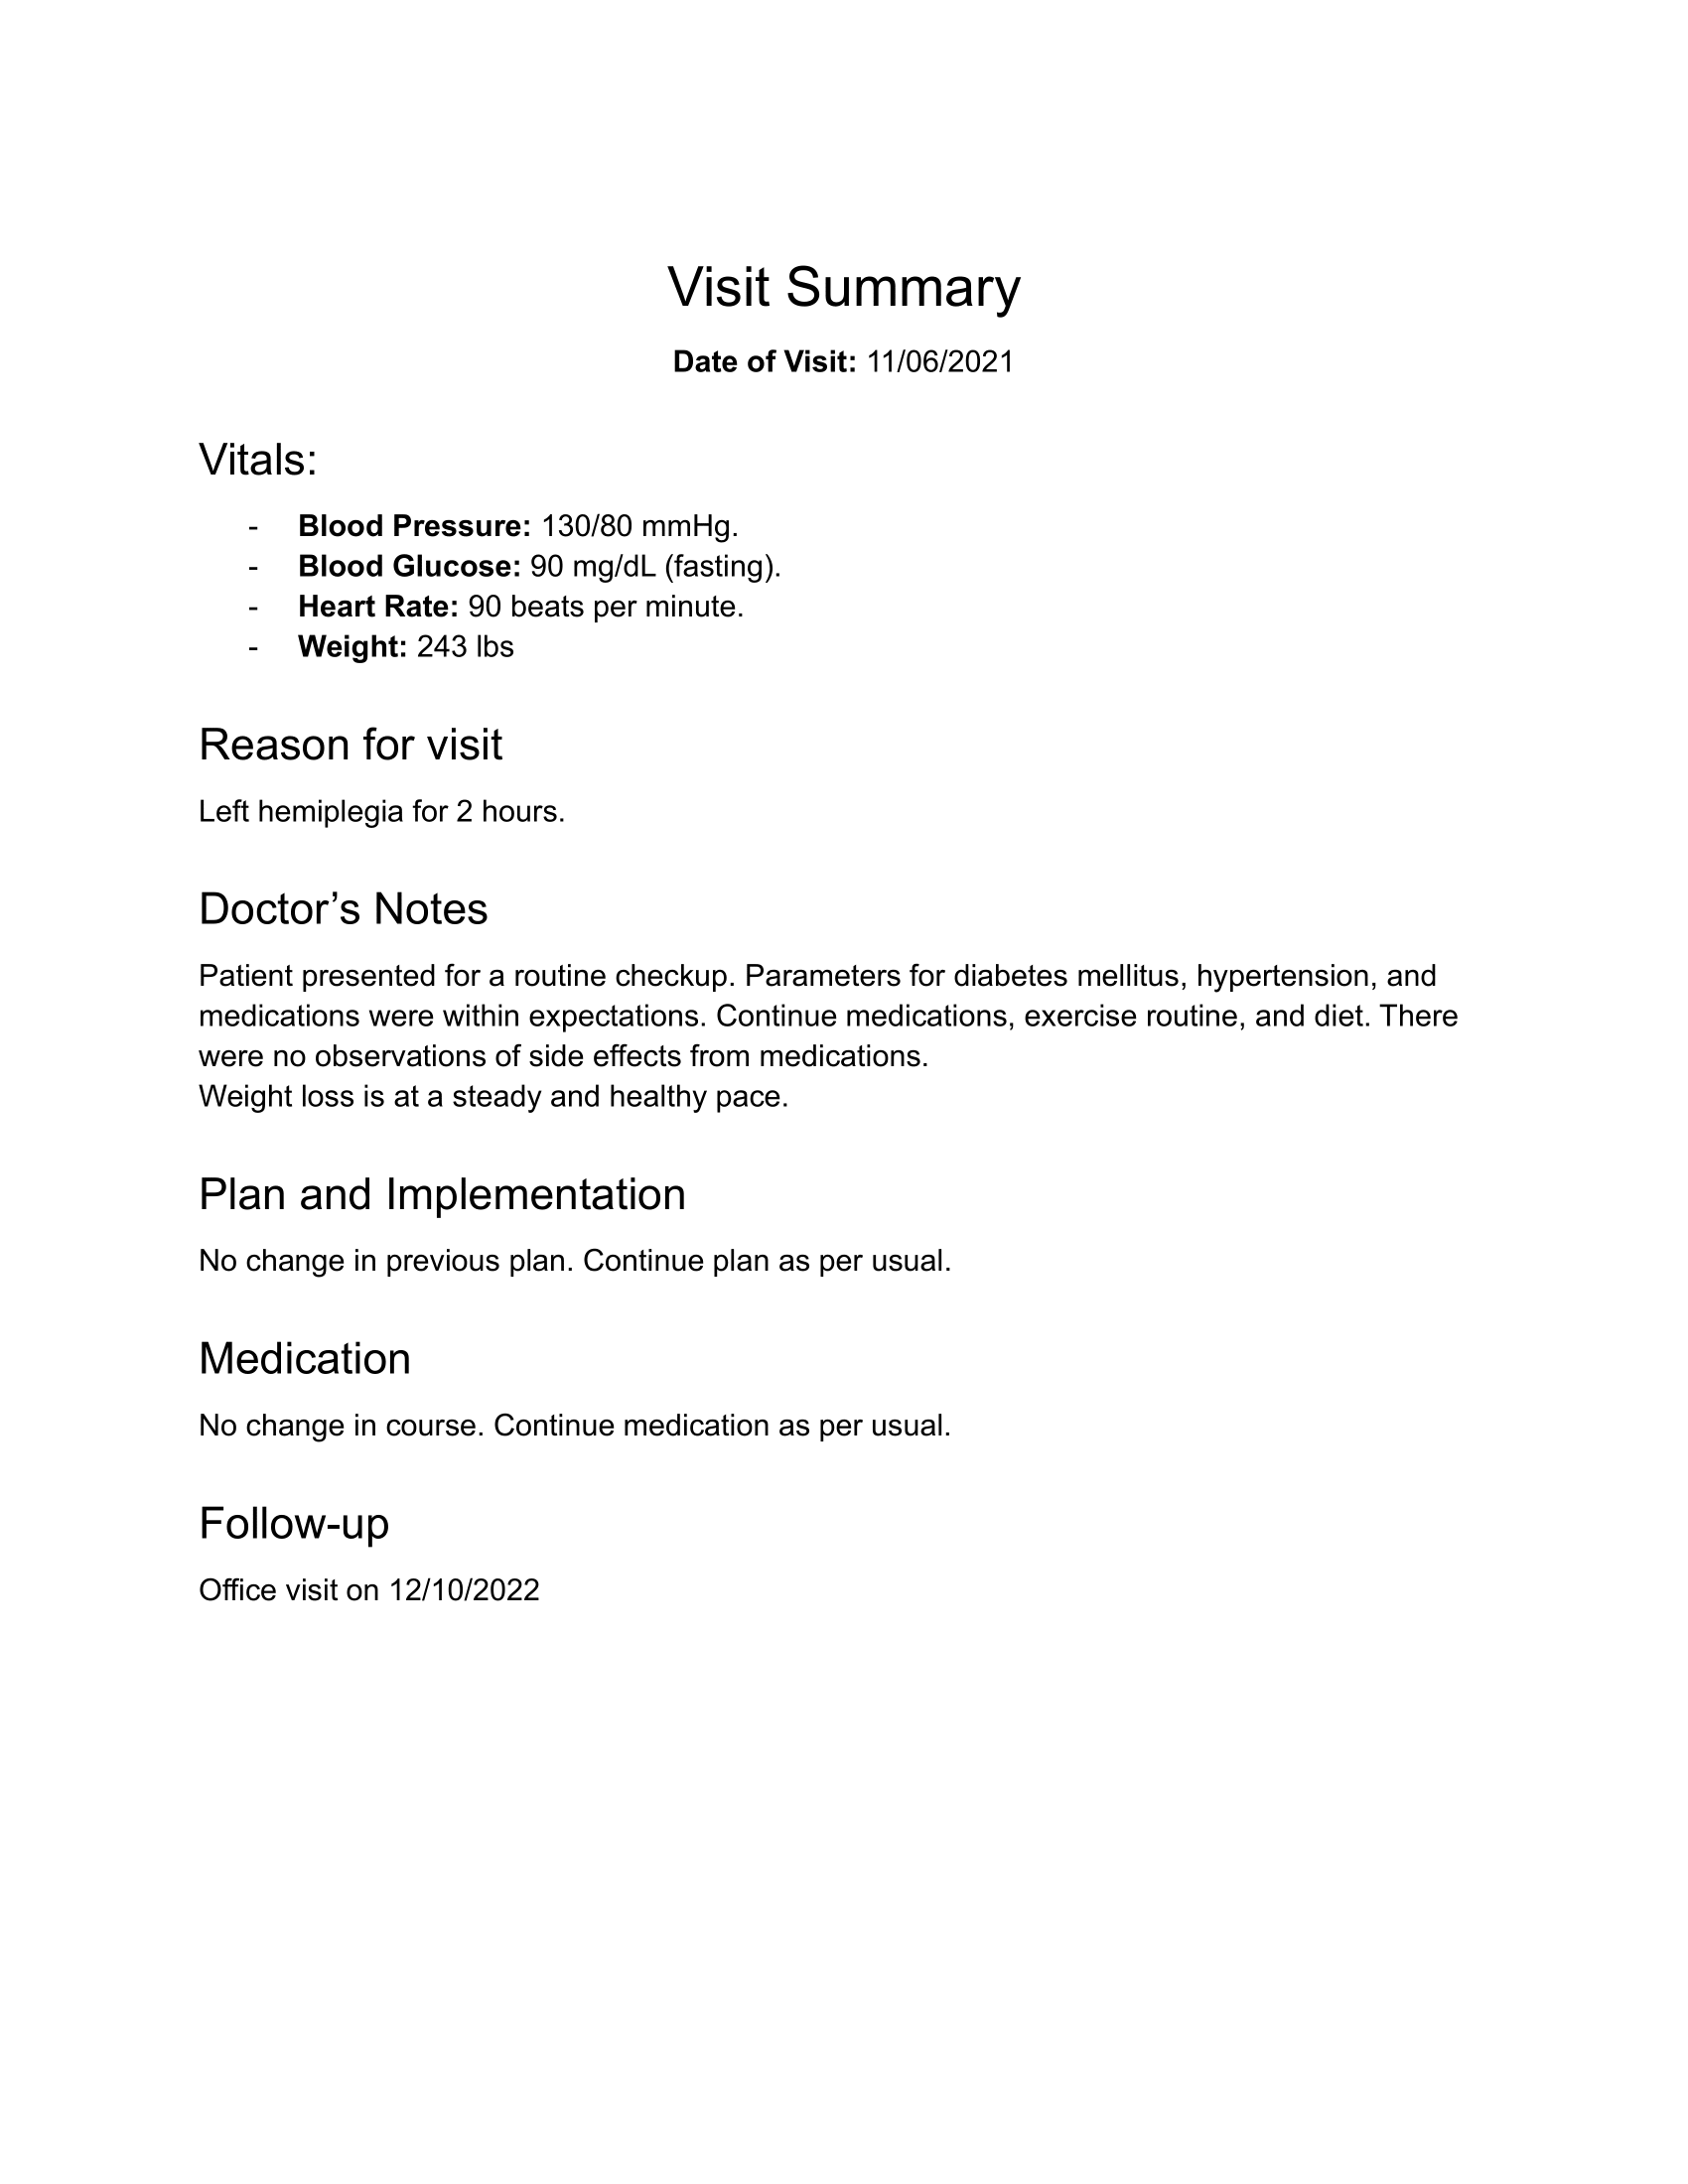 Visit Summary
Date of Visit: 11/06/2021
Vitals:
- Blood Pressure: 130/80 mmHg.
- Blood Glucose: 90 mg/dL (fasting).
- Heart Rate: 90 beats per minute.
- Weight: 243 lbs
Reason for visit
Left hemiplegia for 2 hours.
Doctor’s Notes
Patient presented for a routine checkup. Parameters for diabetes mellitus, hypertension, and
medications were within expectations. Continue medications, exercise routine, and diet. There
were no observations of side effects from medications.
Weight loss is at a steady and healthy pace.
Plan and Implementation
No change in previous plan. Continue plan as per usual.
Medication
No change in course. Continue medication as per usual.
Follow-up
Office visit on 12/10/2022